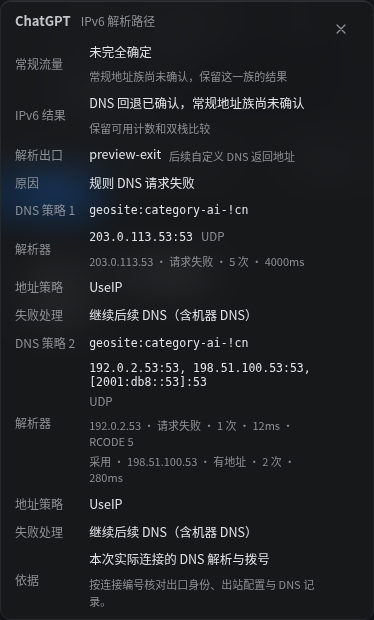 ChatGPT IPv6 解析路径
常规流量 未完全确定
常规地址族尚未确认，保留这一族的结果
IPv6 结果 DNS 回退已确认，常规地址族尚未确认
保留可用计数和双栈比较
解析出口 preview-exit 后续自定义 DNS 返回地址
原因 规则 DNS 请求失败
DNS 策略 1 geosite:category-ai-!cn
解析器 203.0.113.53:53 UDP
203.0.113.53 · 请求失败 · 5 次 · 4000ms
地址策略 UseIP
失败处理 继续后续 DNS（含机器 DNS）
DNS 策略 2 geosite:category-ai-!cn
解析器 192.0.2.53:53, 198.51.100.53:53,
[2001:db8::53]:53
UDP
192.0.2.53 · 请求失败 · 1 次 · 12ms ·
RCODE 5
采用 · 198.51.100.53 · 有地址 · 2 次 ·
280ms
地址策略 UseIP
失败处理 继续后续 DNS（含机器 DNS）
依据 本次实际连接的 DNS 解析与拨号
按连接编号核对出口身份、出站配置与 DNS 记
录。